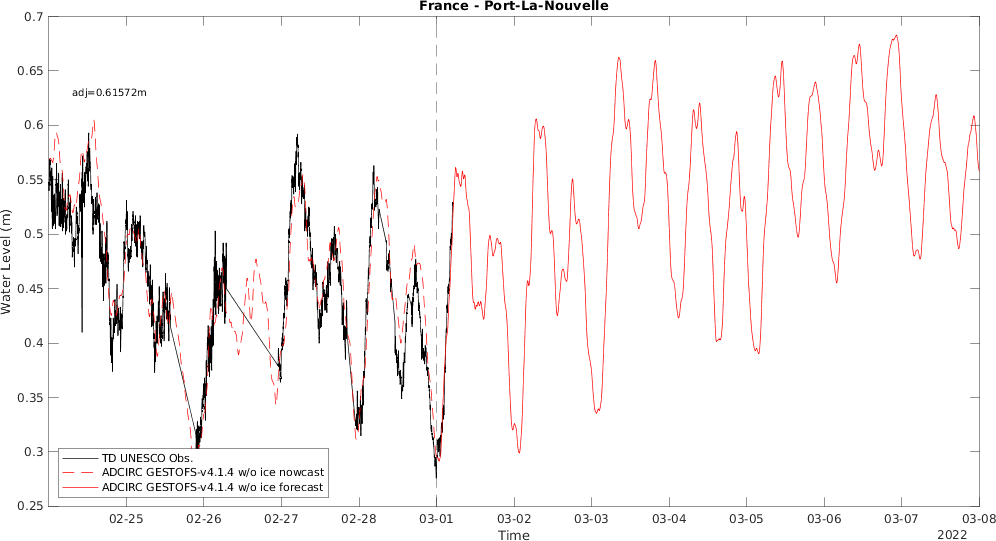 France - Port-La-Nouvelle
0.7
0.65
0.6
0.55
0.5
0.45
0.4
0.35
0.3
0.25
Water Level (m)
adj=0.61572m
TD UNESCO Obs.
ADCIRC GESTOFS-v4.1.4 w/o ice nowcast
ADCIRC GESTOFS-v4.1.4 w/o ice forecast
02-25 02-26 02-27 02-28 03-01 03-02 03-03 03-04 03-05 03-06 03-07 03-08
Time
2022